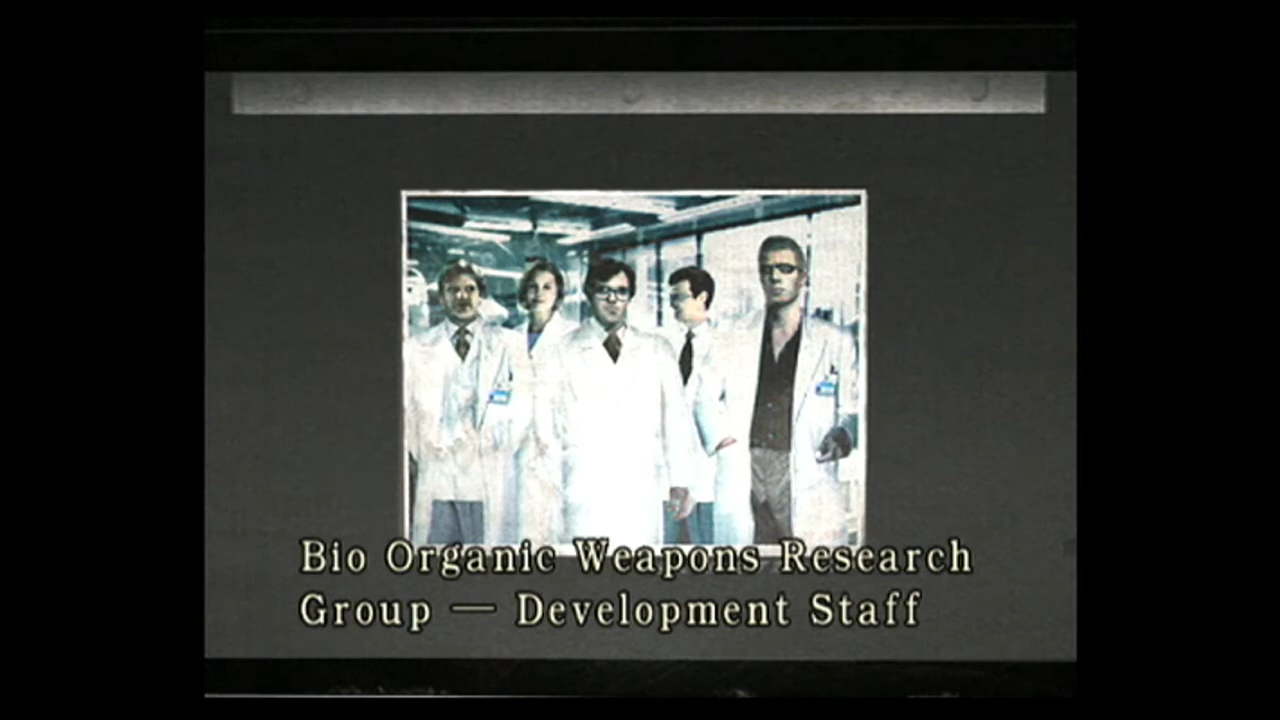 Bio Organic Weapons Research
Group — Development Staff